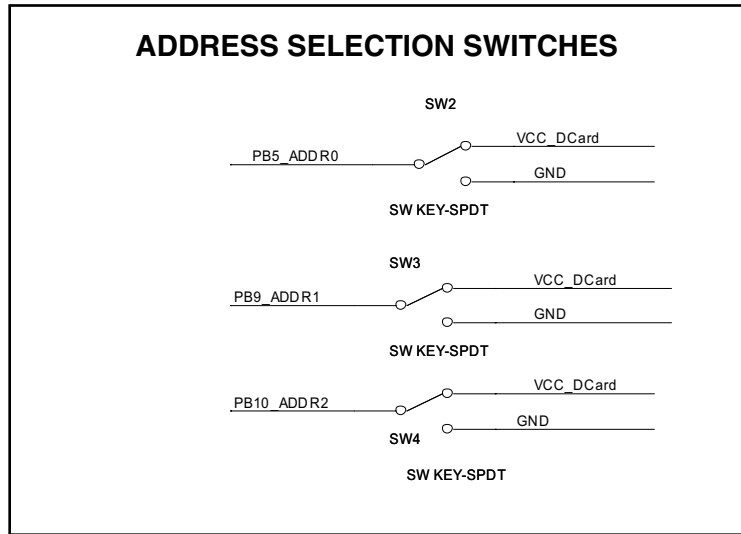 ADDRESS SELECTION SWITCHES
SW2
VCC_DCard
PB5_ADDR0
GND
SW KEY-SPDT
SW3
VCC_DCard
PB9_ADDR1
GND
SW KEY-SPDT
VCC_DCard
PB10_ADDR2
GND
SW4
SW KEY-SPDT